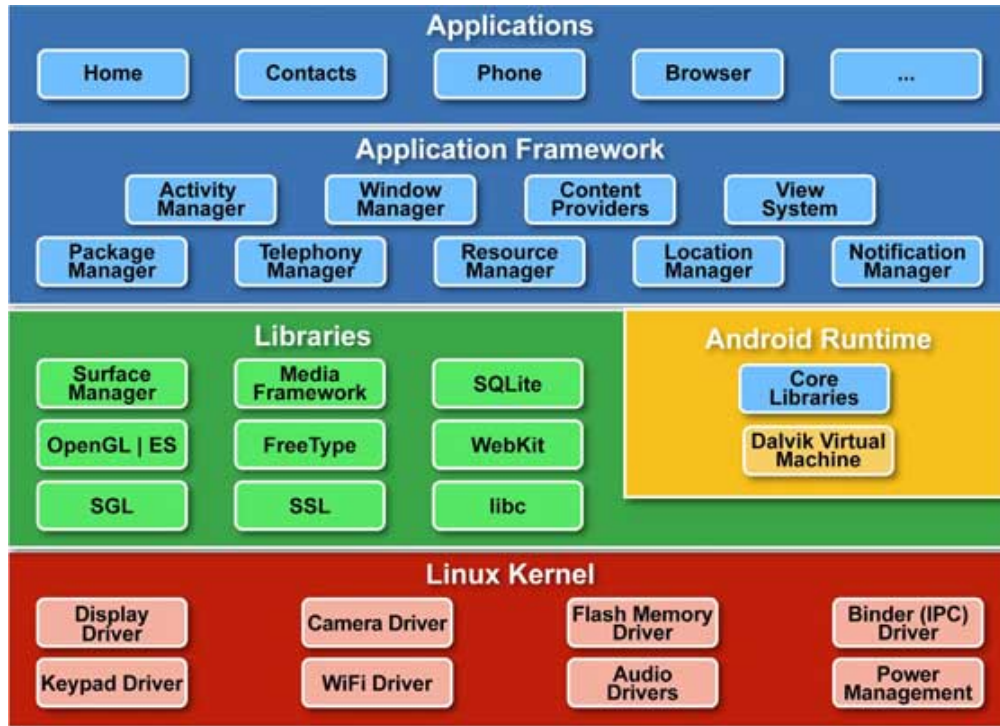 Applications
Home Contacts Phone Browser ...
Application Framework
Activity Manager
Window Manager
Content Providers
View System
Package Manager
Telephony Manager
Resource Manager
Location Manager
Notification Manager
Libraries
Surface Manager
Media Framework
SQLite
OpenGL | ES
FreeType
WebKit
SGL
SSL
libc
Android Runtime
Core Libraries
Dalvik Virtual Machine
Linux Kernel
Display Driver
Camera Driver
Flash Memory Driver
Binder (IPC) Driver
Keypad Driver
WiFi Driver
Audio Drivers
Power Management